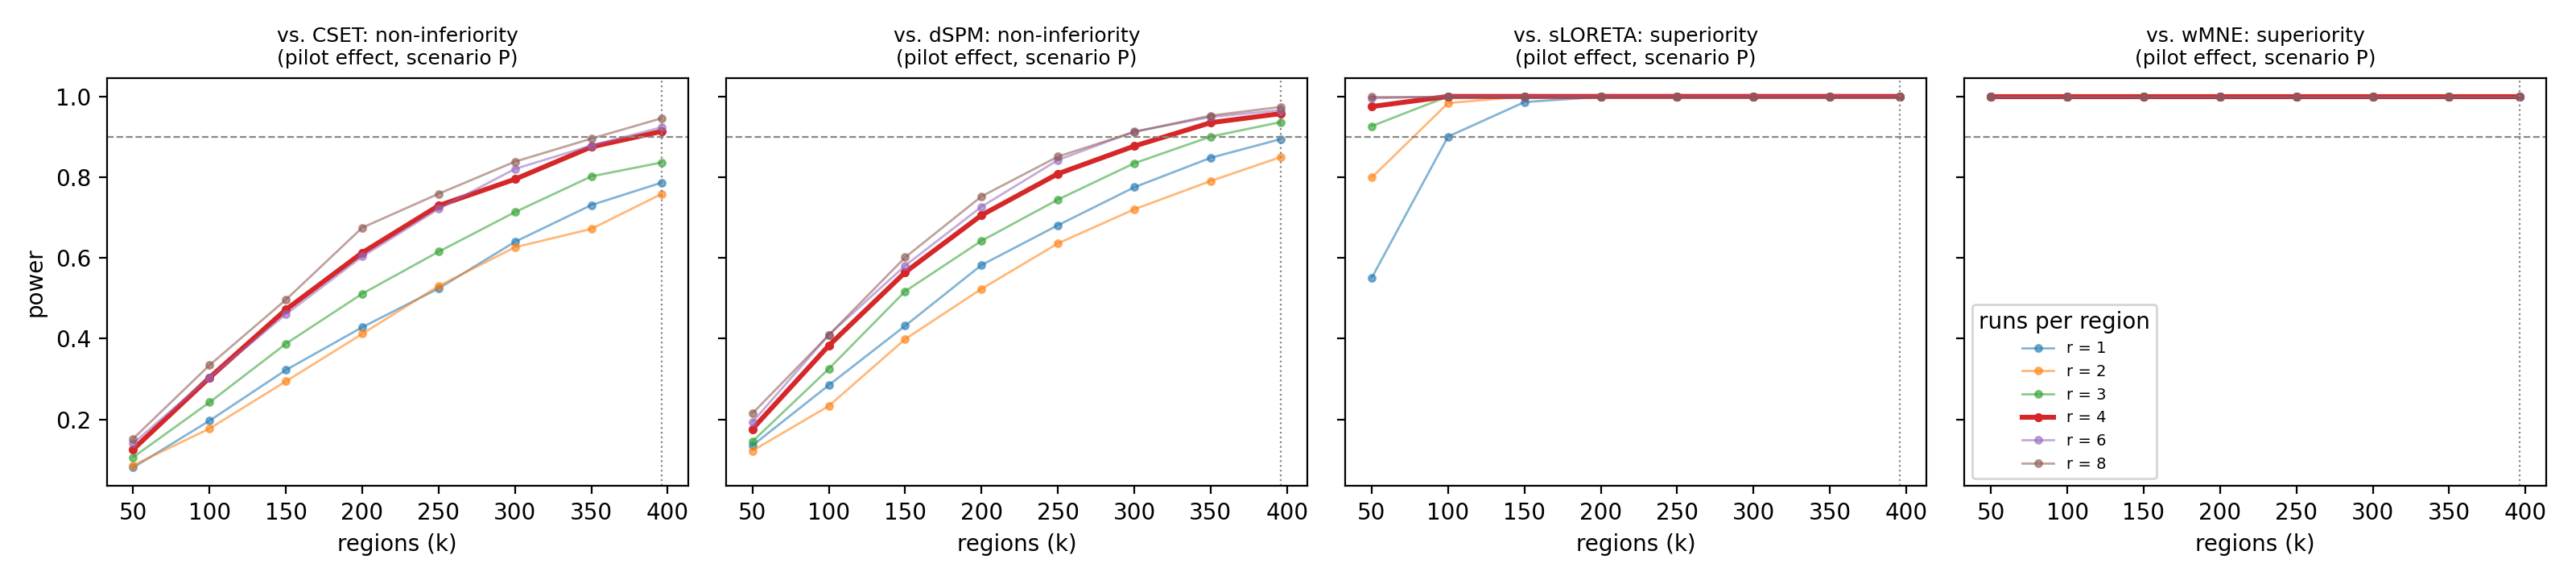 vs. CSET: non-inferiority
(pilot effect, scenario P)
vs. dSPM: non-inferiority
(pilot effect, scenario P)
vs. sLORETA: superiority
(pilot effect, scenario P)
vs. wMNE: superiority
(pilot effect, scenario P)
power
1.0
0.8
0.6
0.4
0.2
50 100 150 200 250 300 350 400
regions (k)
50 100 150 200 250 300 350 400
regions (k)
50 100 150 200 250 300 350 400
regions (k)
runs per region
r = 1
r = 2
r = 3
r = 4
r = 6
r = 8
50 100 150 200 250 300 350 400
regions (k)